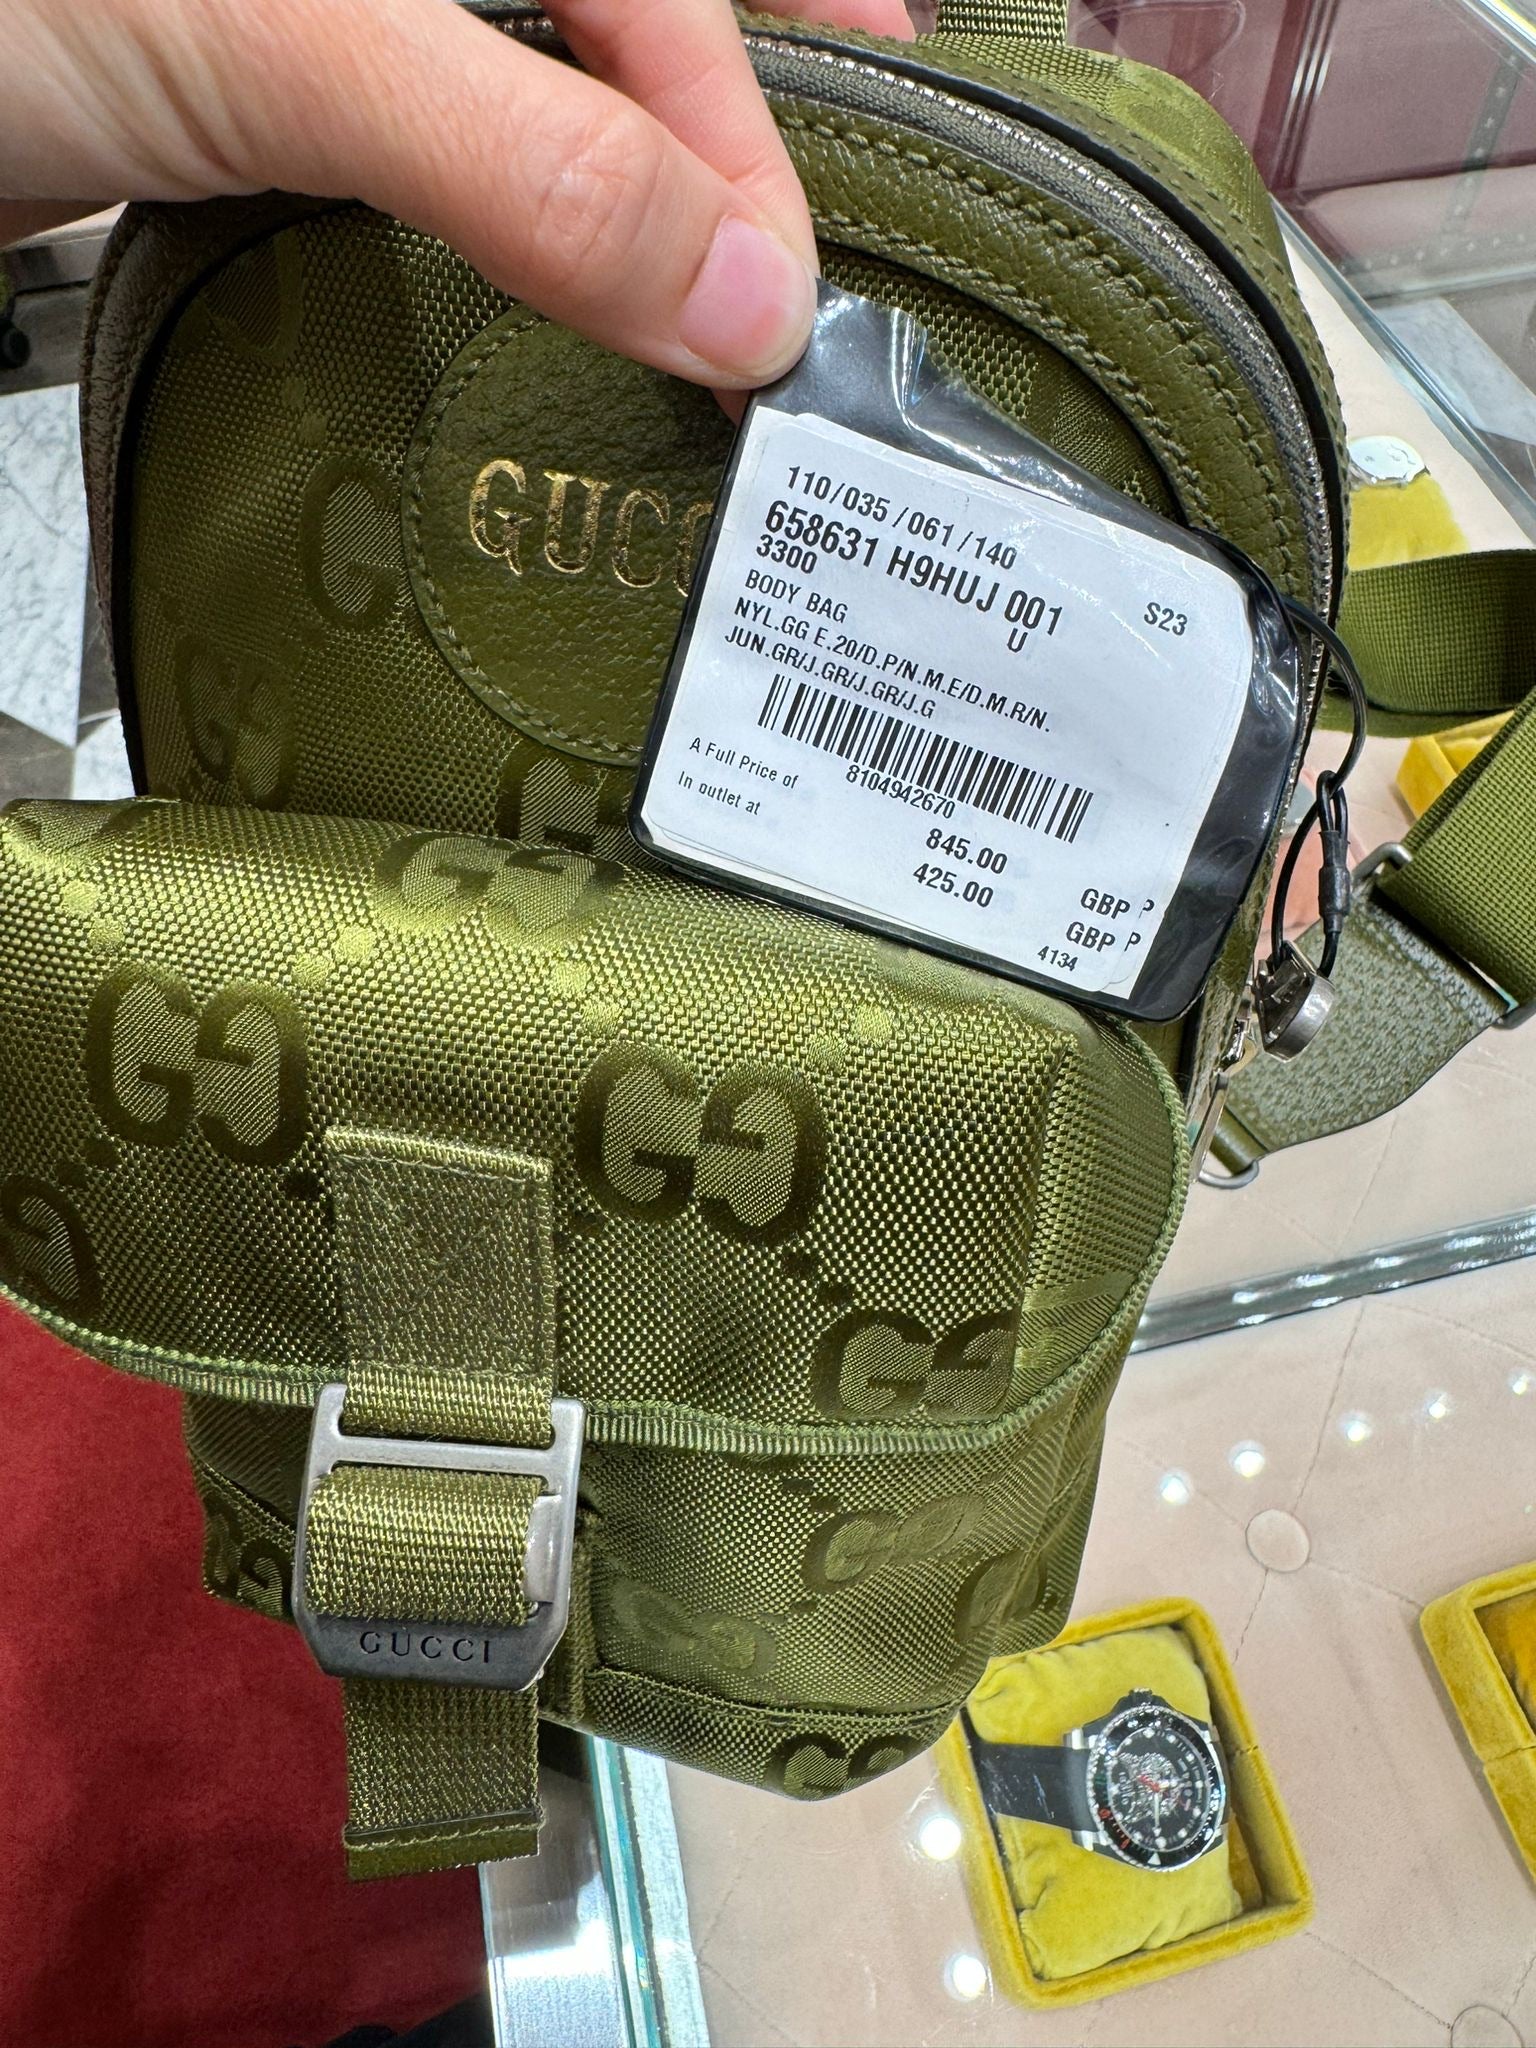 GUCC
110/035/061/140
658631 H9HUJ 001
3300
U
S23
BODY BAG
NYL.GG E.20/D.P/N.M.E/D.M.R/N.
JUN.GR/J.GR/J.GR/J.G
8104942670
A Full Price of 845.00 GBP
In outlet at 425.00 GBP
4134
GUCCI